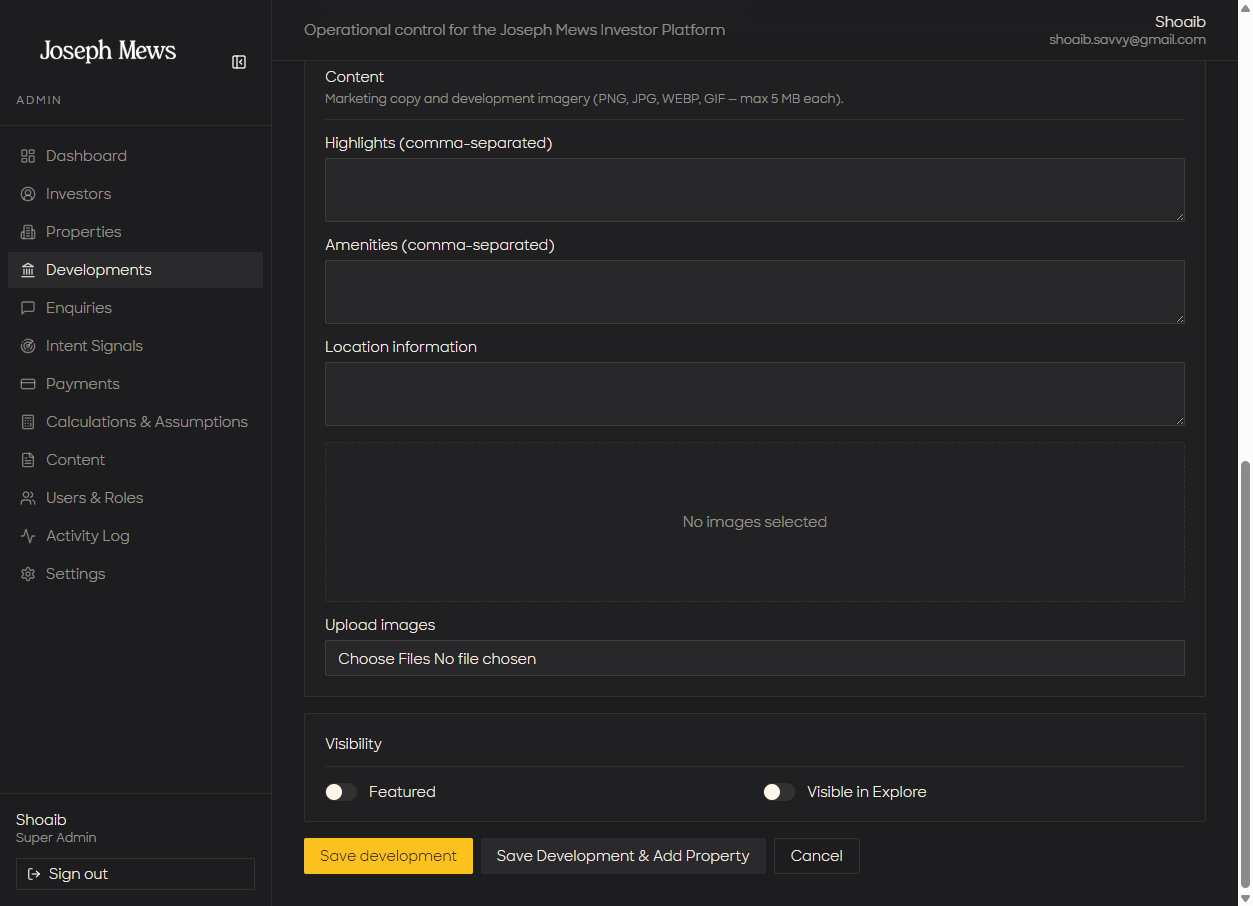 Joseph Mews
ADMIN
Dashboard
Investors
Properties
Developments
Enquiries
Intent Signals
Payments
Calculations & Assumptions
Content
Users & Roles
Activity Log
Settings
Shoaib
Super Admin
Sign out
Operational control for the Joseph Mews Investor Platform
Shoaib
shoaib.savvy@gmail.com
Content
Marketing copy and development imagery (PNG, JPG, WEBP, GIF — max 5 MB each).
Highlights (comma-separated)
Amenities (comma-separated)
Location information
No images selected
Upload images
Choose Files No file chosen
Visibility
Featured
Visible in Explore
Save development
Save Development & Add Property
Cancel